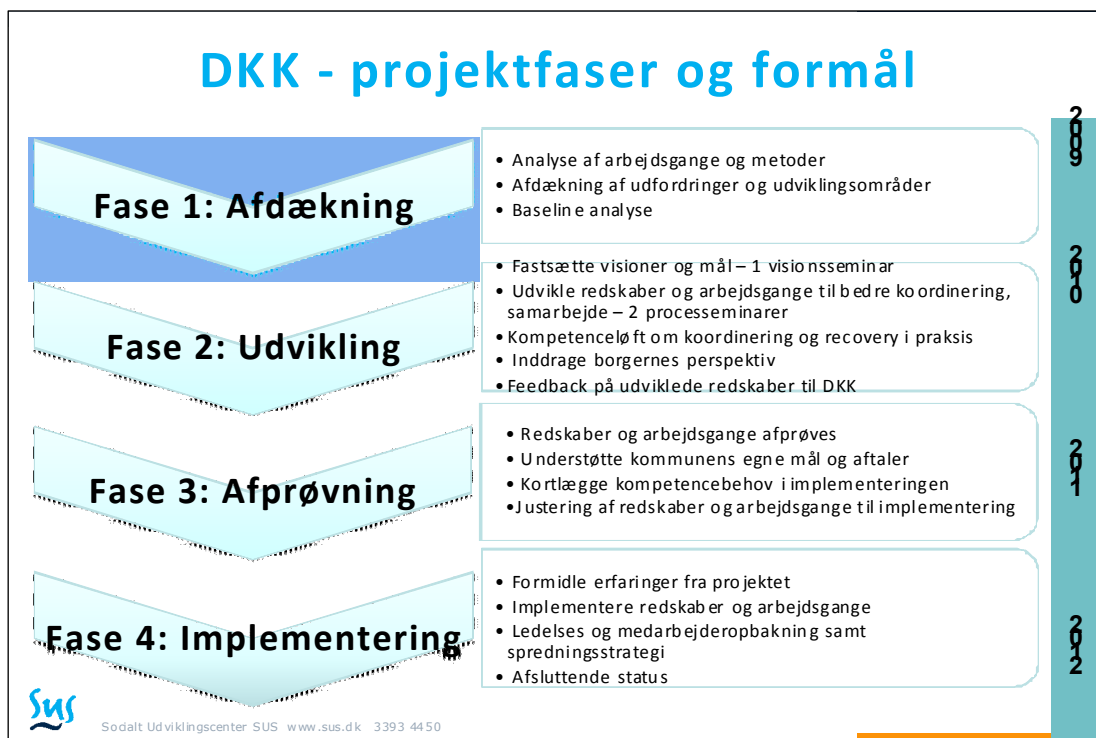 DKK - projektfaser og formål
Fase 1: Afdækning
• Analyse af arbejdsgange og metoder
• Afdækning af udfordringer og udviklingsområder
• Baseline analyse
2009
Fase 2: Udvikling
• Fastsætte visioner og mål – 1 visionsseminar
• Udvikle redskaber og arbejdsgange til bedre koordinering,
samarbejde – 2 processeminarer
• Kompetenceløft om koordinering og recovery i praksis
• Inddrage borgernes perspektiv
• Feedback på udviklede redskaber til DKK
2010
Fase 3: Afprøvning
• Redskaber og arbejdsgange afprøves
• Understøtte kommunens egne mål og aftaler
• Kortlægge kompetencebehov i implementeringen
• Justering af redskaber og arbejdsgange til implementering
2011
Fase 4: Implementering
• Formidle erfaringer fra projektet
• Implementere redskaber og arbejdsgange
• Ledelses og medarbejderopbakning samt
spredningsstrategi
• Afsluttende status
2012
Sus
Socialt Udviklingscenter SUS www.sus.dk 3393 4450